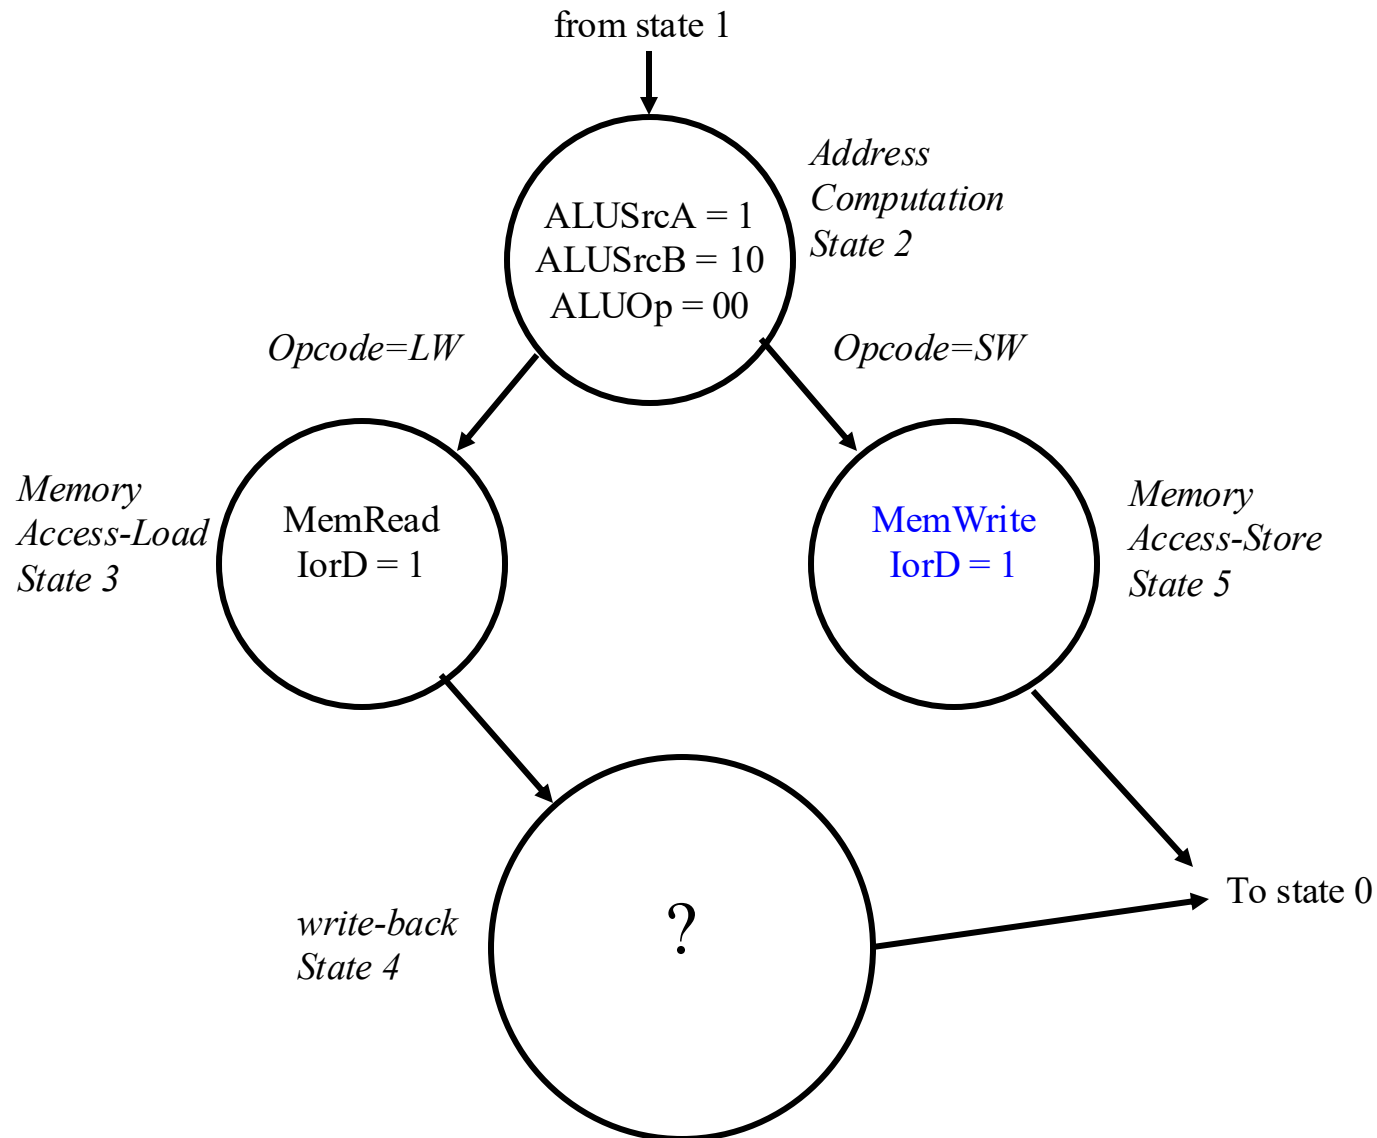 from state 1
Address
Computation
State 2
ALUSrcA = 1
ALUSrcB = 10
ALUOp = 00
Opcode=LW
Opcode=SW
Memory
Access-Load
State 3
MemRead
IorD = 1
MemWrite
IorD = 1
Memory
Access-Store
State 5
write-back
State 4
?
To state 0